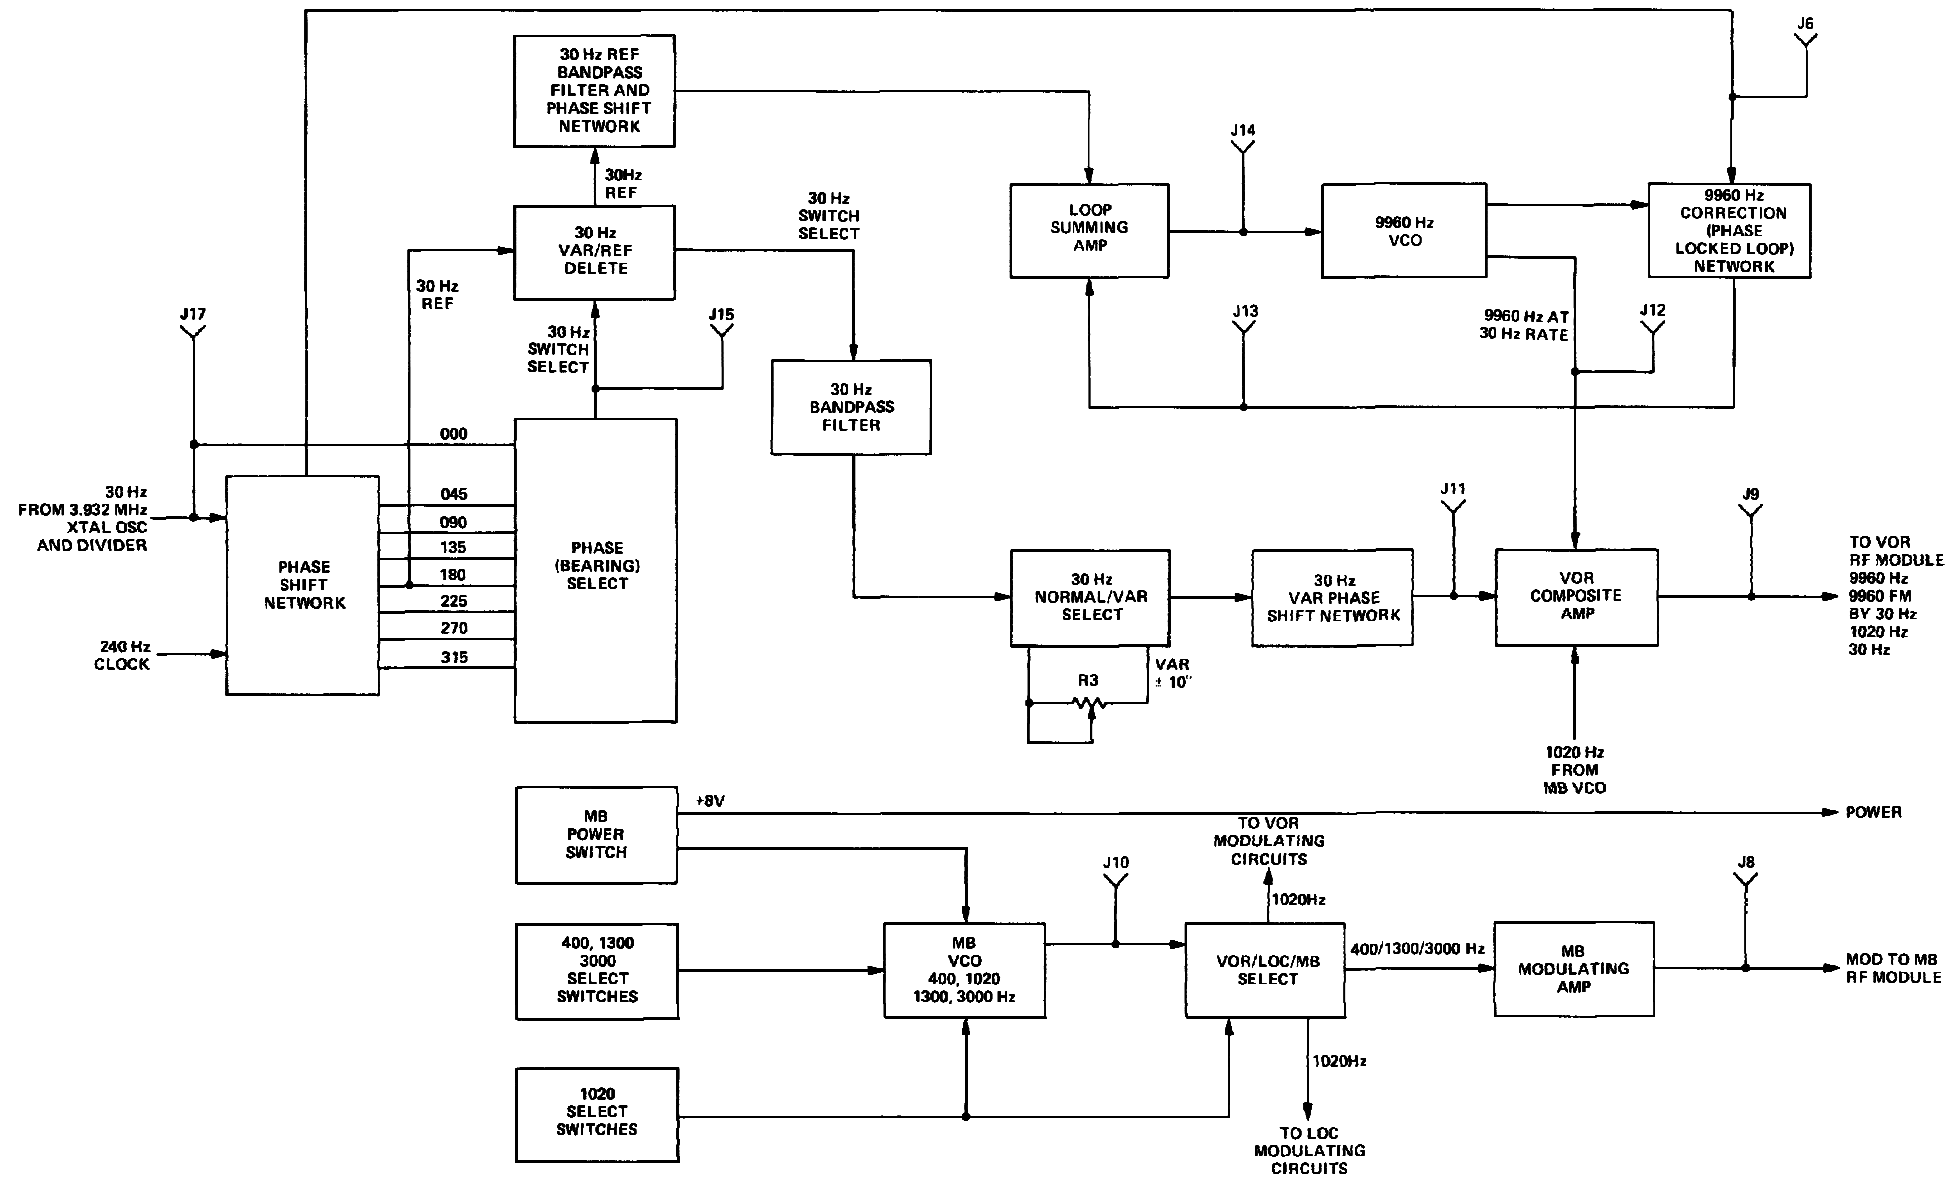 J6
30 Hz REF
BANDPASS
FILTER AND
PHASE SHIFT
NETWORK
J14
30Hz
REF
30 Hz
SWITCH
SELECT
LOOP
SUMMING
AMP
9960 Hz
VCO
9960 Hz
CORRECTION
(PHASE
LOCKED LOOP)
NETWORK
30 Hz
VAR/REF
DELETE
30 Hz
REF
J17
J15
30 Hz
SWITCH
SELECT
J13
9960 Hz AT
30 Hz RATE
J12
30 Hz
BANDPASS
FILTER
000
045
090
135
180
225
270
315
30 Hz
FROM 3.932 MHz
XTAL OSC
AND DIVIDER
240 Hz
CLOCK
PHASE
SHIFT
NETWORK
PHASE
(BEARING)
SELECT
J11
J9
30 Hz
NORMAL/VAR
SELECT
30 Hz
VAR PHASE
SHIFT NETWORK
VOR
COMPOSITE
AMP
TO VOR
RF MODULE
9960 Hz
9960 FM
BY 30 Hz
1020 Hz
30 Hz
R3
VAR
± 10"
1020 Hz
FROM
MB VCO
MB
POWER
SWITCH
+8V
POWER
TO VOR
MODULATING
CIRCUITS
J10
J8
1020Hz
400, 1300
3000
SELECT
SWITCHES
MB
VCO
400, 1020
1300, 3000 Hz
VOR/LOC/MB
SELECT
400/1300/3000 Hz
MB
MODULATING
AMP
MOD TO MB
RF MODULE
1020Hz
1020
SELECT
SWITCHES
TO LOC
MODULATING
CIRCUITS